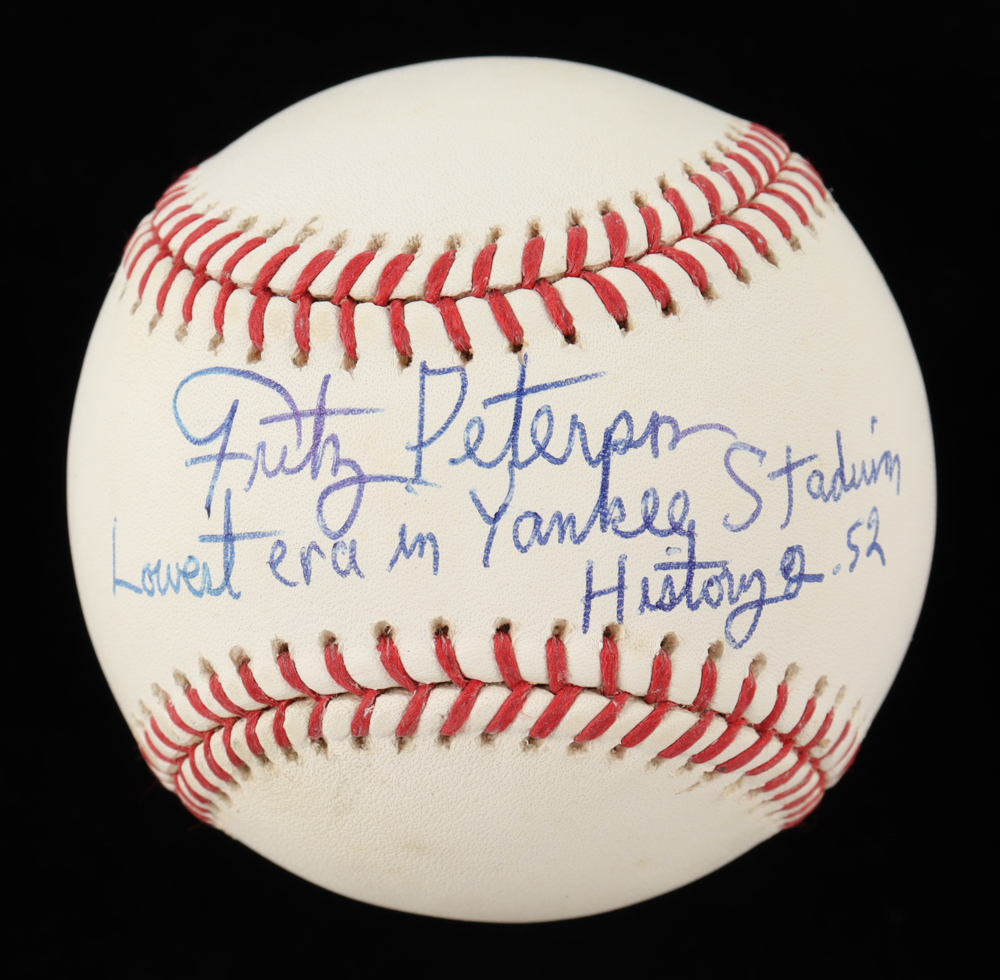 Fritz Peterson
Lowest era in Yankee Stadium
History 2.52